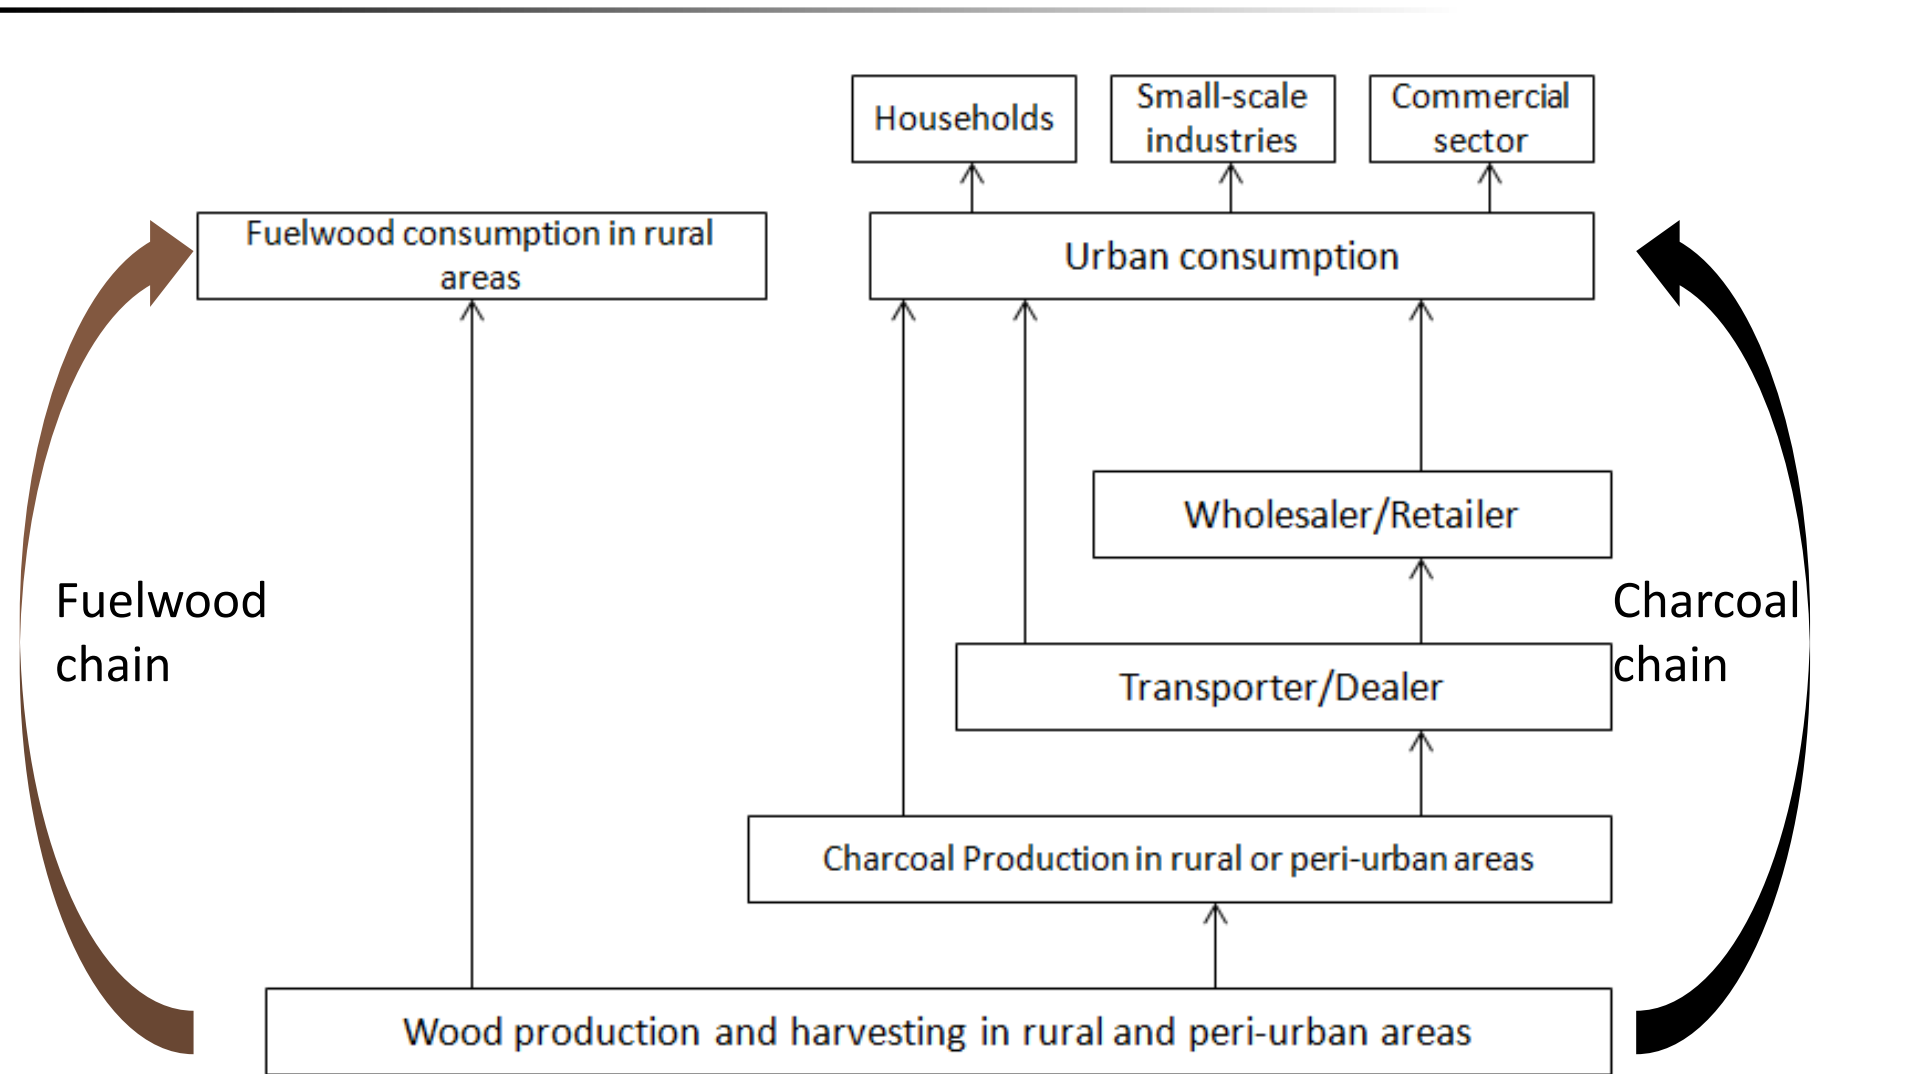 Households
Small-scale
industries
Commercial
sector
Fuelwood consumption in rural
areas
Urban consumption
Wholesaler/Retailer
Fuelwood
chain
Charcoal
chain
Transporter/Dealer
Charcoal Production in rural or peri-urban areas
Wood production and harvesting in rural and peri-urban areas